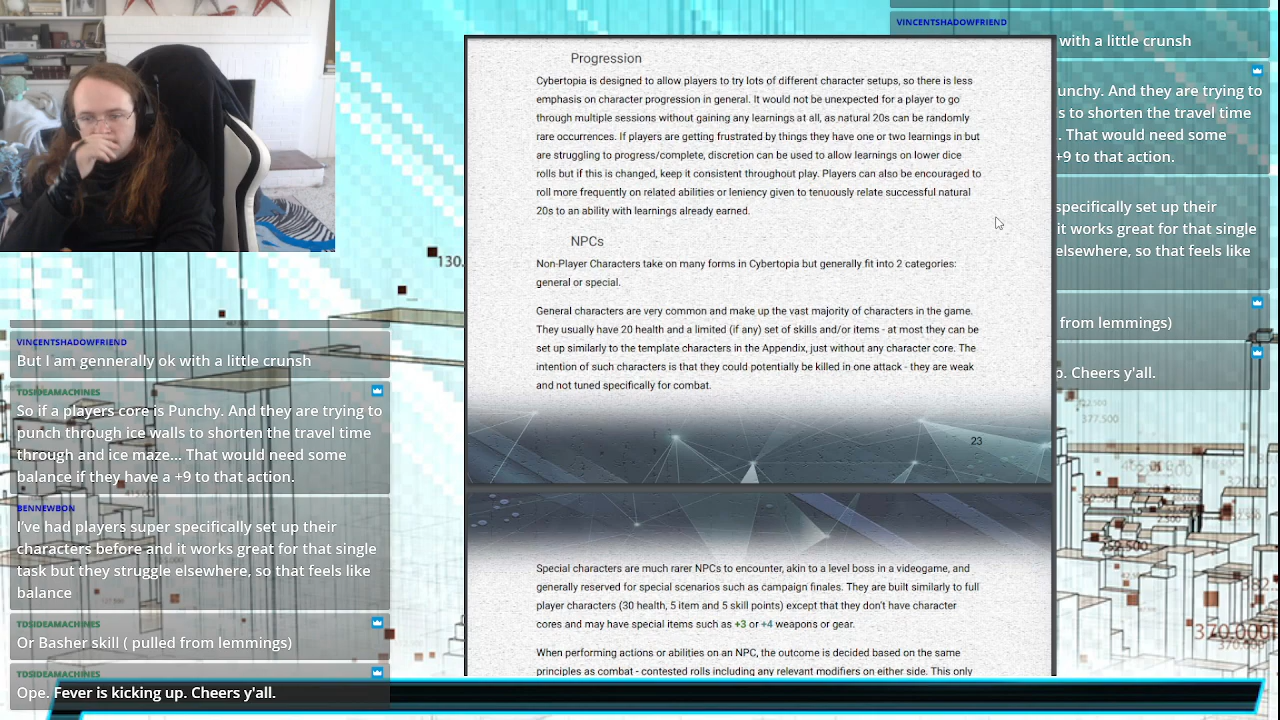 VINCENTSHADOWFRIEND
But I am gennerally ok with a little crunsh
TDSIDEAMACHINES
So if a players core is Punchy. And they are trying to
punch through ice walls to shorten the travel time
through and ice maze... That would need some
balance if they have a +9 to that action.
BENNEWBON
I've had players super specifically set up their
characters before and it works great for that single
task but they struggle elsewhere, so that feels like
balance
TDSIDEAMACHINES
Or Basher skill ( pulled from lemmings)
TDSIDEAMACHINES
Ope. Fever is kicking up. Cheers y'all.
130.
Progression
Cybertopia is designed to allow players to try lots of different character setups, so there is less
emphasis on character progression in general. It would not be unexpected for a player to go
through multiple sessions without gaining any learnings at all, as natural 20s can be randomly
rare occurrences. If players are getting frustrated by things they have one or two learnings in but
are struggling to progress/complete, discretion can be used to allow learnings on lower dice
rolls but if this is changed, keep it consistent throughout play. Players can also be encouraged to
roll more frequently on related abilities or leniency given to tenuously relate successful natural
20s to an ability with learnings already earned.
NPCs
Non-Player Characters take on many forms in Cybertopia but generally fit into 2 categories:
general or special.
General characters are very common and make up the vast majority of characters in the game.
They usually have 20 health and a limited (if any) set of skills and/or items - at most they can be
set up similarly to the template characters in the Appendix, just without any character core. The
intention of such characters is that they could potentially be killed in one attack - they are weak
and not tuned specifically for combat.
23
Special characters are much rarer NPCs to encounter, akin to a level boss in a videogame, and
generally reserved for special scenarios such as campaign finales. They are built similarly to full
player characters (30 health, 5 item and 5 skill points) except that they don't have character
cores and may have special items such as +3 or +4 weapons or gear.
When performing actions or abilities on an NPC, the outcome is decided based on the same
principles as combat - contested rolls including any relevant modifiers on either side. This only
VINCENTSHADOWFRIEND
with a little crunsh
unchy. And they are trying to
s to shorten the travel time
. That would need some
+9 to that action.
specifically set up their
it works great for that single
elsewhere, so that feels like
from lemmings)
o. Cheers y'all.
377.500
370.000